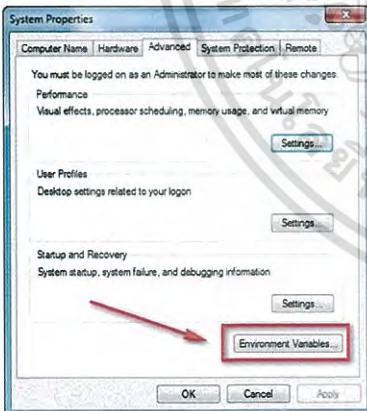 System Properties
Computer Name Hardware Advanced System Protection Remote
You must be logged on as an Administrator to make most of these changes.
Performance
Visual effects, processor scheduling, memory usage, and virtual memory
Settings...
User Profiles
Desktop settings related to your logon
Settings...
Startup and Recovery
System startup, system failure, and debugging information
Settings...
Environment Variables...
OK Cancel Apply